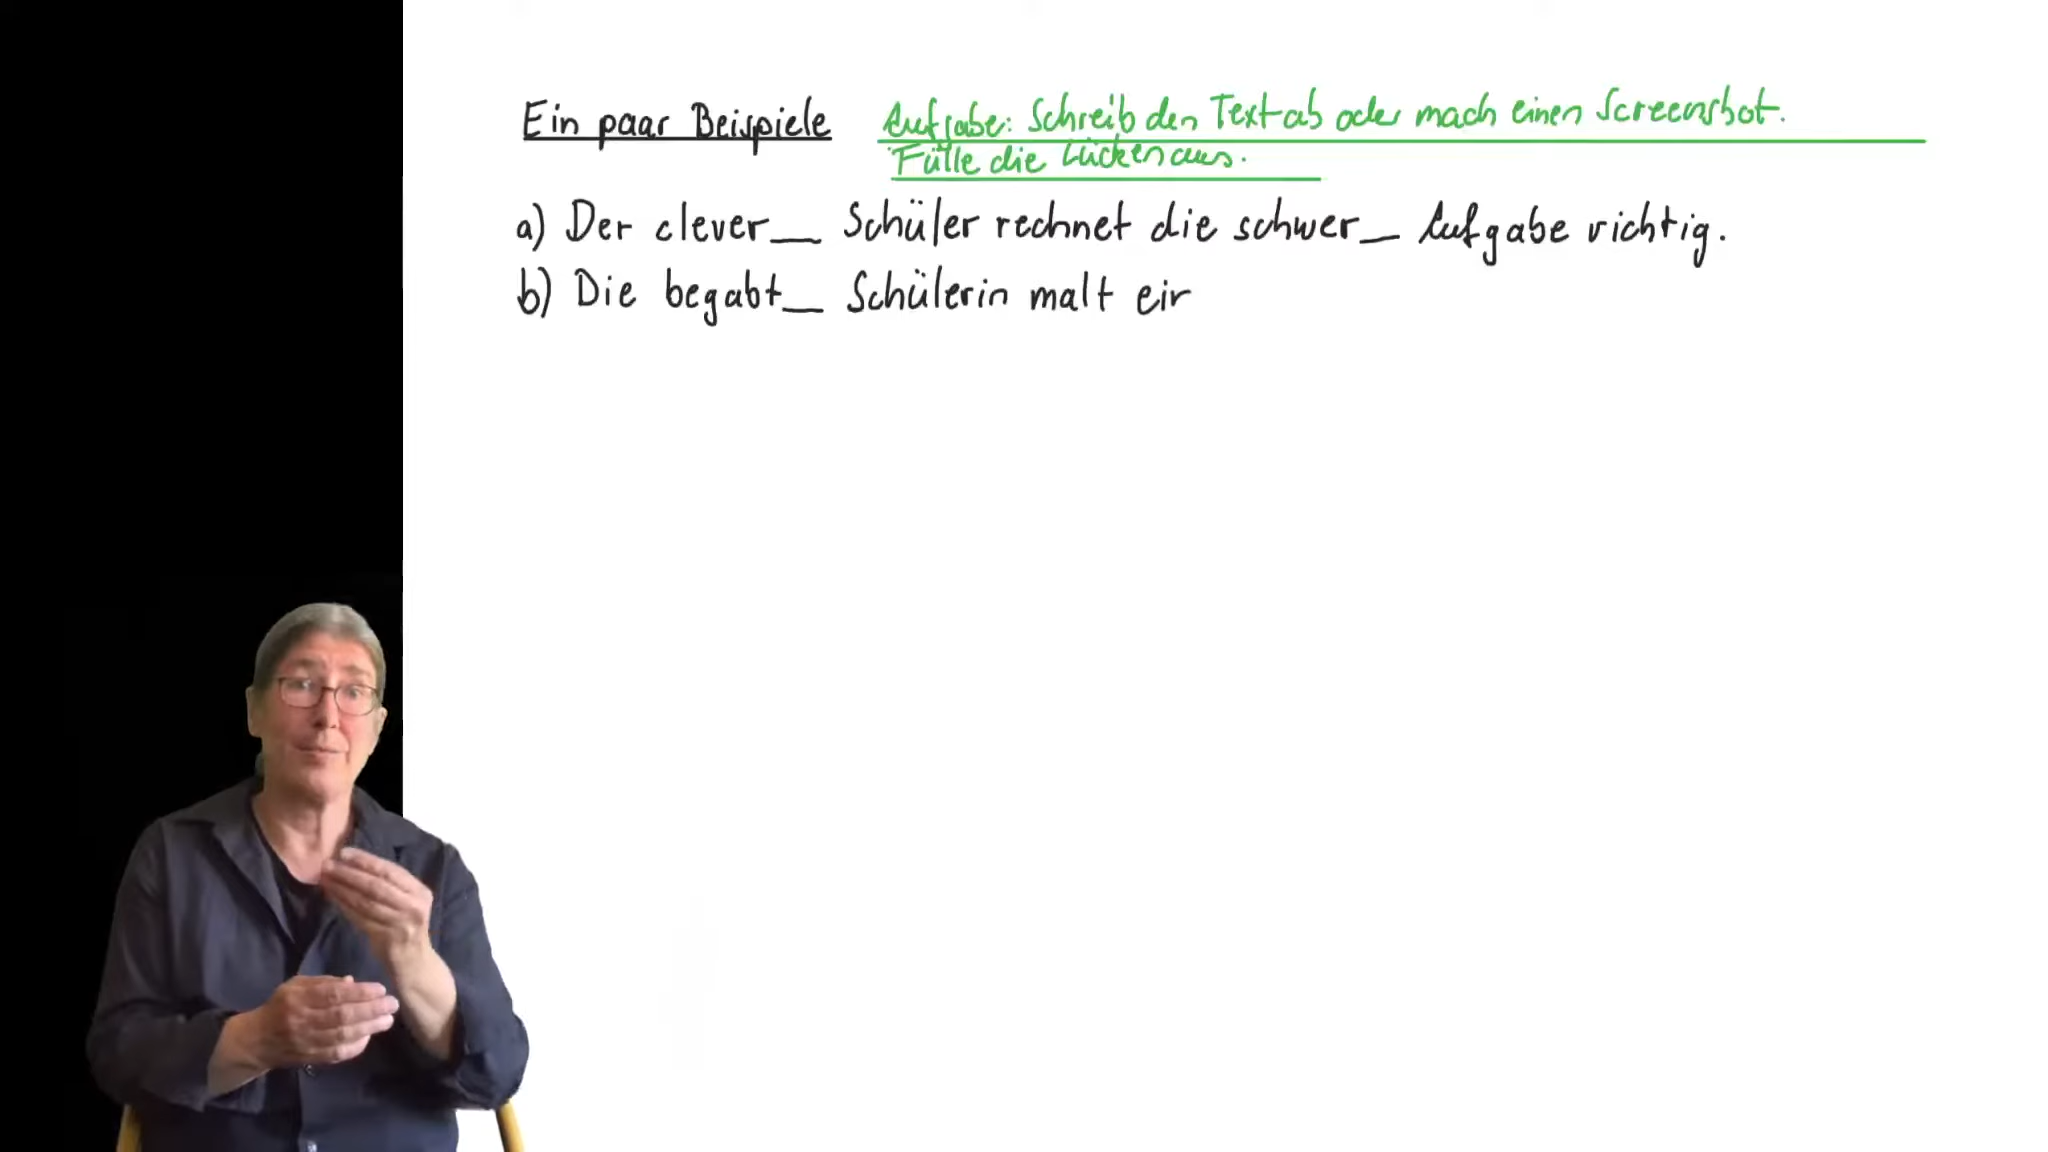 Ein paar Beispiele Aufgabe: Schreib den Text ab oder mach einen Screenshot.
Fülle die Lücken aus.
a) Der clever__ Schüler rechnet die schwer_ Aufgabe richtig.
b) Die begabt__ Schülerin malt eir